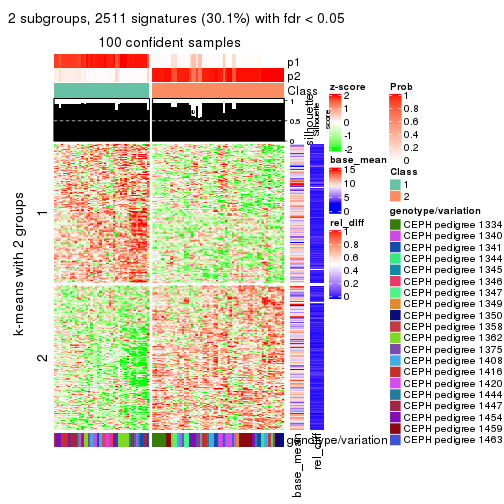 2 subgroups, 2511 signatures (30.1%) with fdr < 0.05
100 confident samples
p1
p2
Class
1
0.5
0
silhouette
Silhouette
score
k-means with 2 groups
1
2
genotype/variation
base_mean
rel_diff
z-score
2
1
0
-1
-2
base_mean
15
10
5
0
rel_diff
1
0.8
0.6
0.4
0.2
0
Prob
1
0.8
0.6
0.4
0.2
0
Class
1
2
genotype/variation
CEPH pedigree 1334
CEPH pedigree 1340
CEPH pedigree 1341
CEPH pedigree 1344
CEPH pedigree 1345
CEPH pedigree 1346
CEPH pedigree 1347
CEPH pedigree 1349
CEPH pedigree 1350
CEPH pedigree 1358
CEPH pedigree 1362
CEPH pedigree 1375
CEPH pedigree 1408
CEPH pedigree 1416
CEPH pedigree 1420
CEPH pedigree 1444
CEPH pedigree 1447
CEPH pedigree 1454
CEPH pedigree 1459
CEPH pedigree 1463